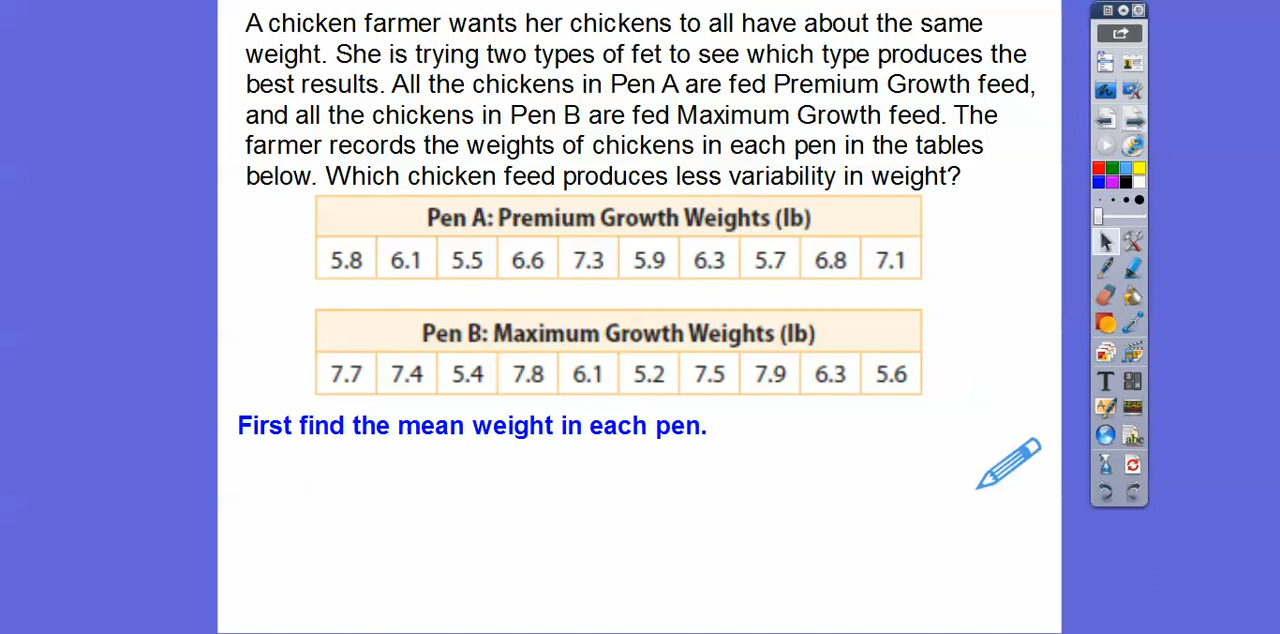 A chicken farmer wants her chickens to all have about the same
weight. She is trying two types of fet to see which type produces the
best results. All the chickens in Pen A are fed Premium Growth feed,
and all the chickens in Pen B are fed Maximum Growth feed. The
farmer records the weights of chickens in each pen in the tables
below. Which chicken feed produces less variability in weight?
Pen A: Premium Growth Weights (lb)
5.8 6.1 5.5 6.6 7.3 5.9 6.3 5.7 6.8 7.1
Pen B: Maximum Growth Weights (lb)
7.7 7.4 5.4 7.8 6.1 5.2 7.5 7.9 6.3 5.6
First find the mean weight in each pen.
T
abc